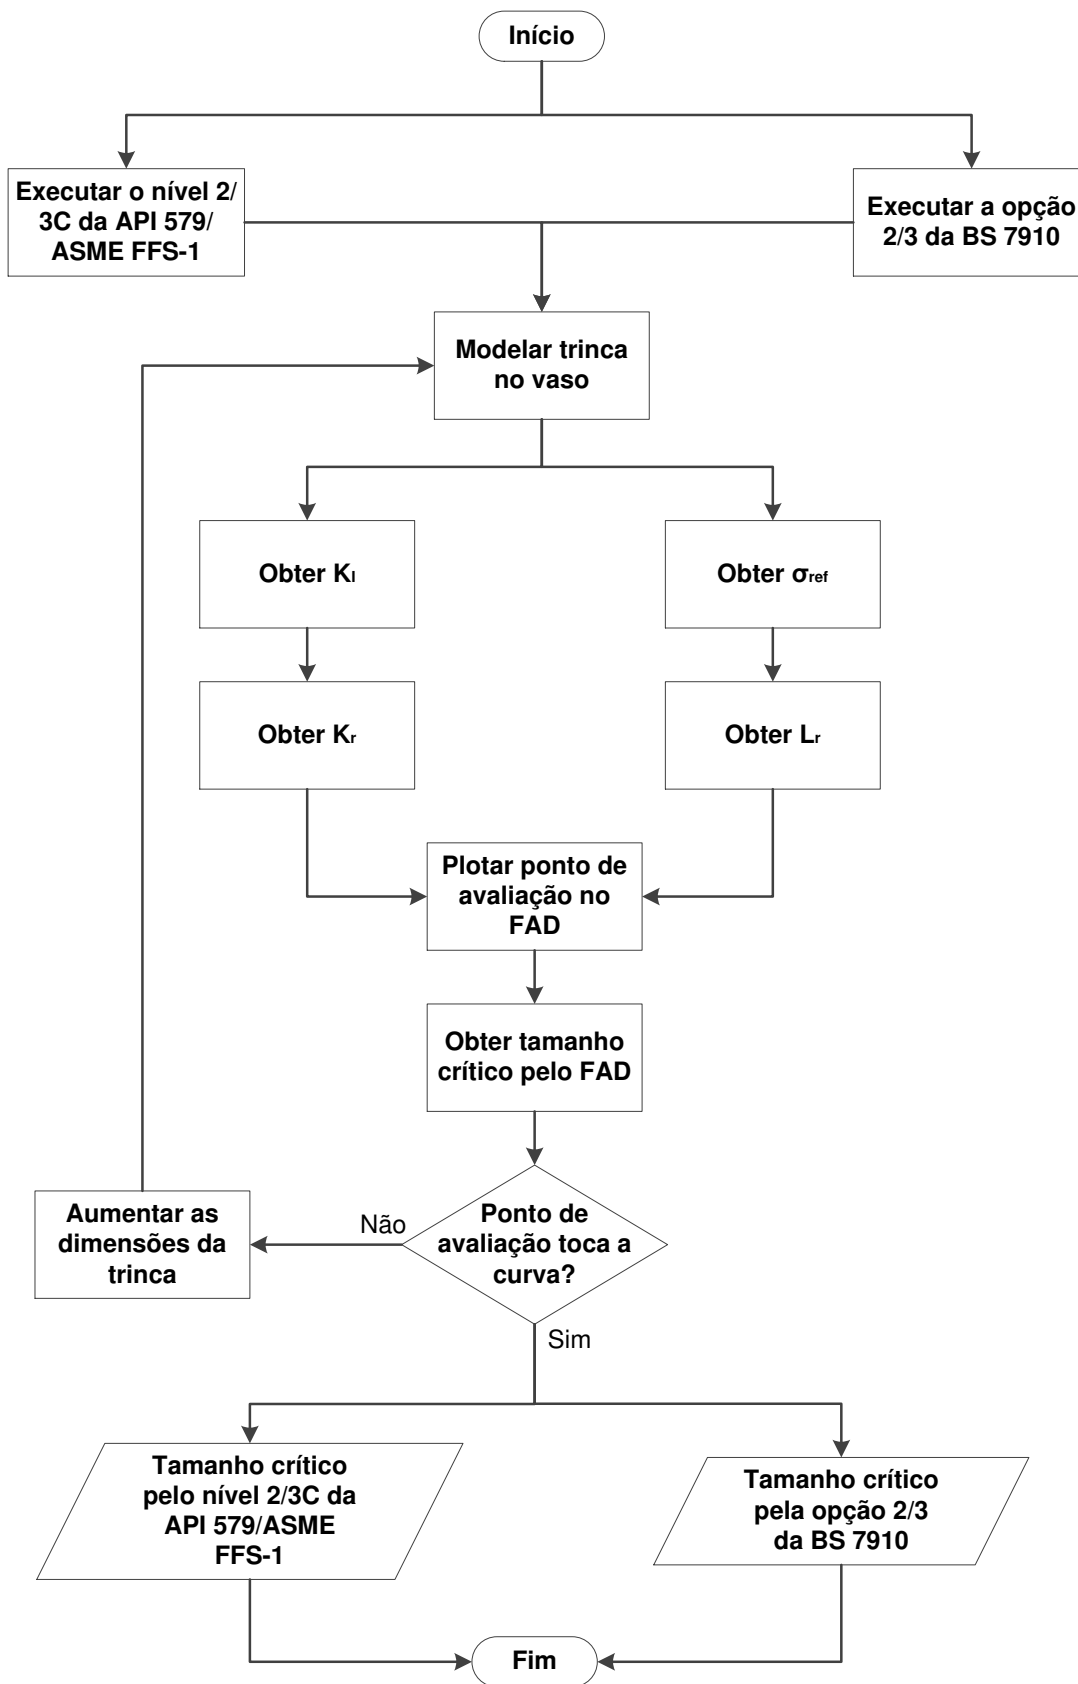 Início
Executar o nível 2/
3C da API 579/
ASME FFS-1
Executar a opção
2/3 da BS 7910
Modelar trinca
no vaso
Obter KI
Obter σref
Obter Kr
Obter Lr
Plotar ponto de
avaliação no
FAD
Obter tamanho
crítico pelo FAD
Ponto de
avaliação toca a
curva?
Não
Aumentar as
dimensões da
trinca
Sim
Tamanho crítico
pelo nível 2/3C da
API 579/ASME
FFS-1
Tamanho crítico
pela opção 2/3
da BS 7910
Fim